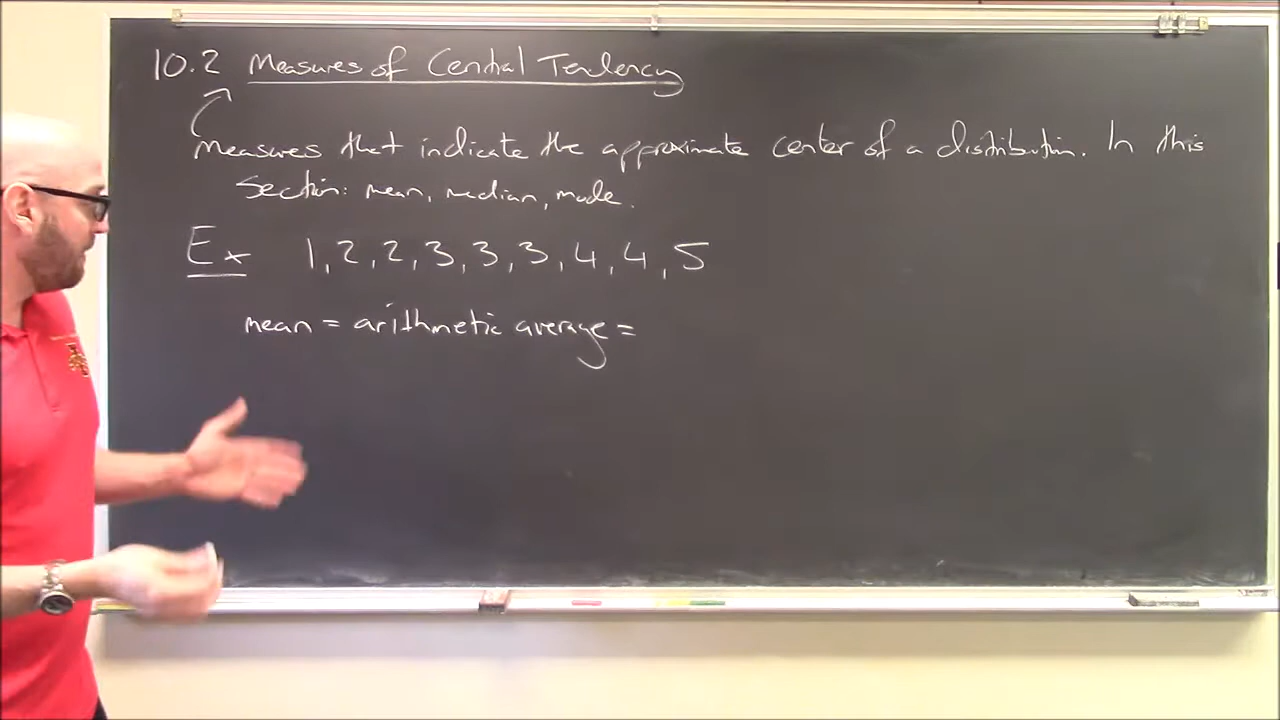 10.2 Measures of Central Tendency
Measures that indicate the approximate center of a distribution. In this
section: mean, median, mode.
Ex 1, 2, 2, 3, 3, 3, 4, 4, 5
mean = arithmetic average =